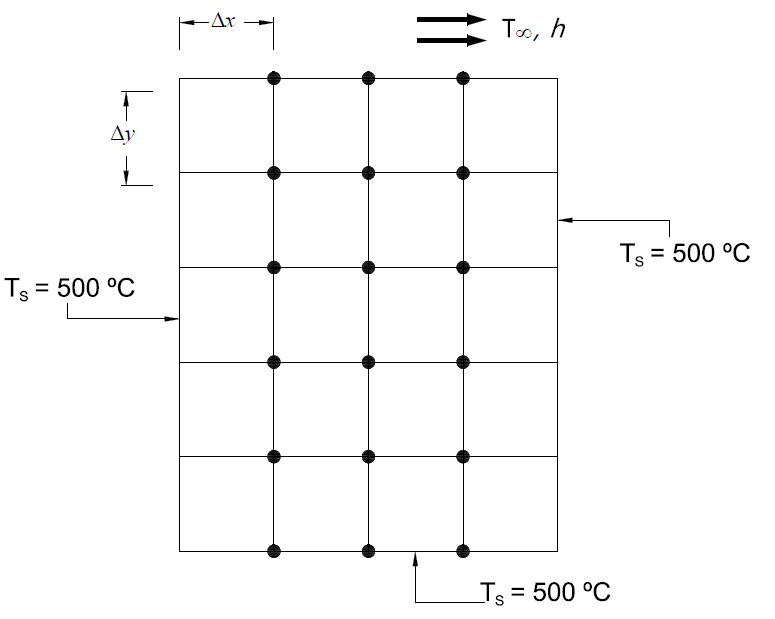 Δx
T∞, h
Δy
Ts = 500 ºC
Ts = 500 ºC
Ts = 500 ºC